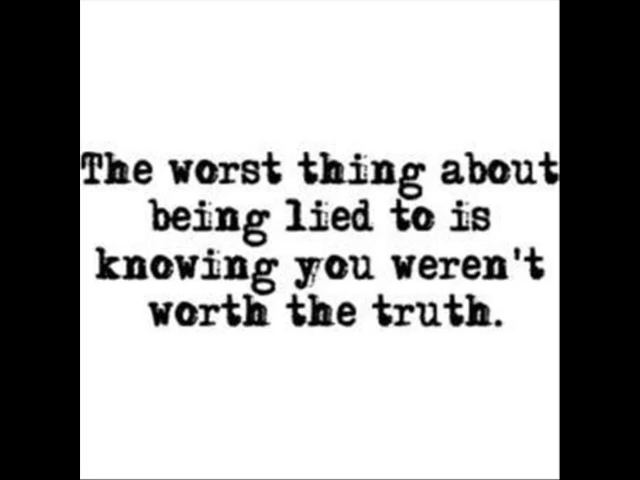 The worst thing about
being lied to is
knowing you weren't
worth the truth.